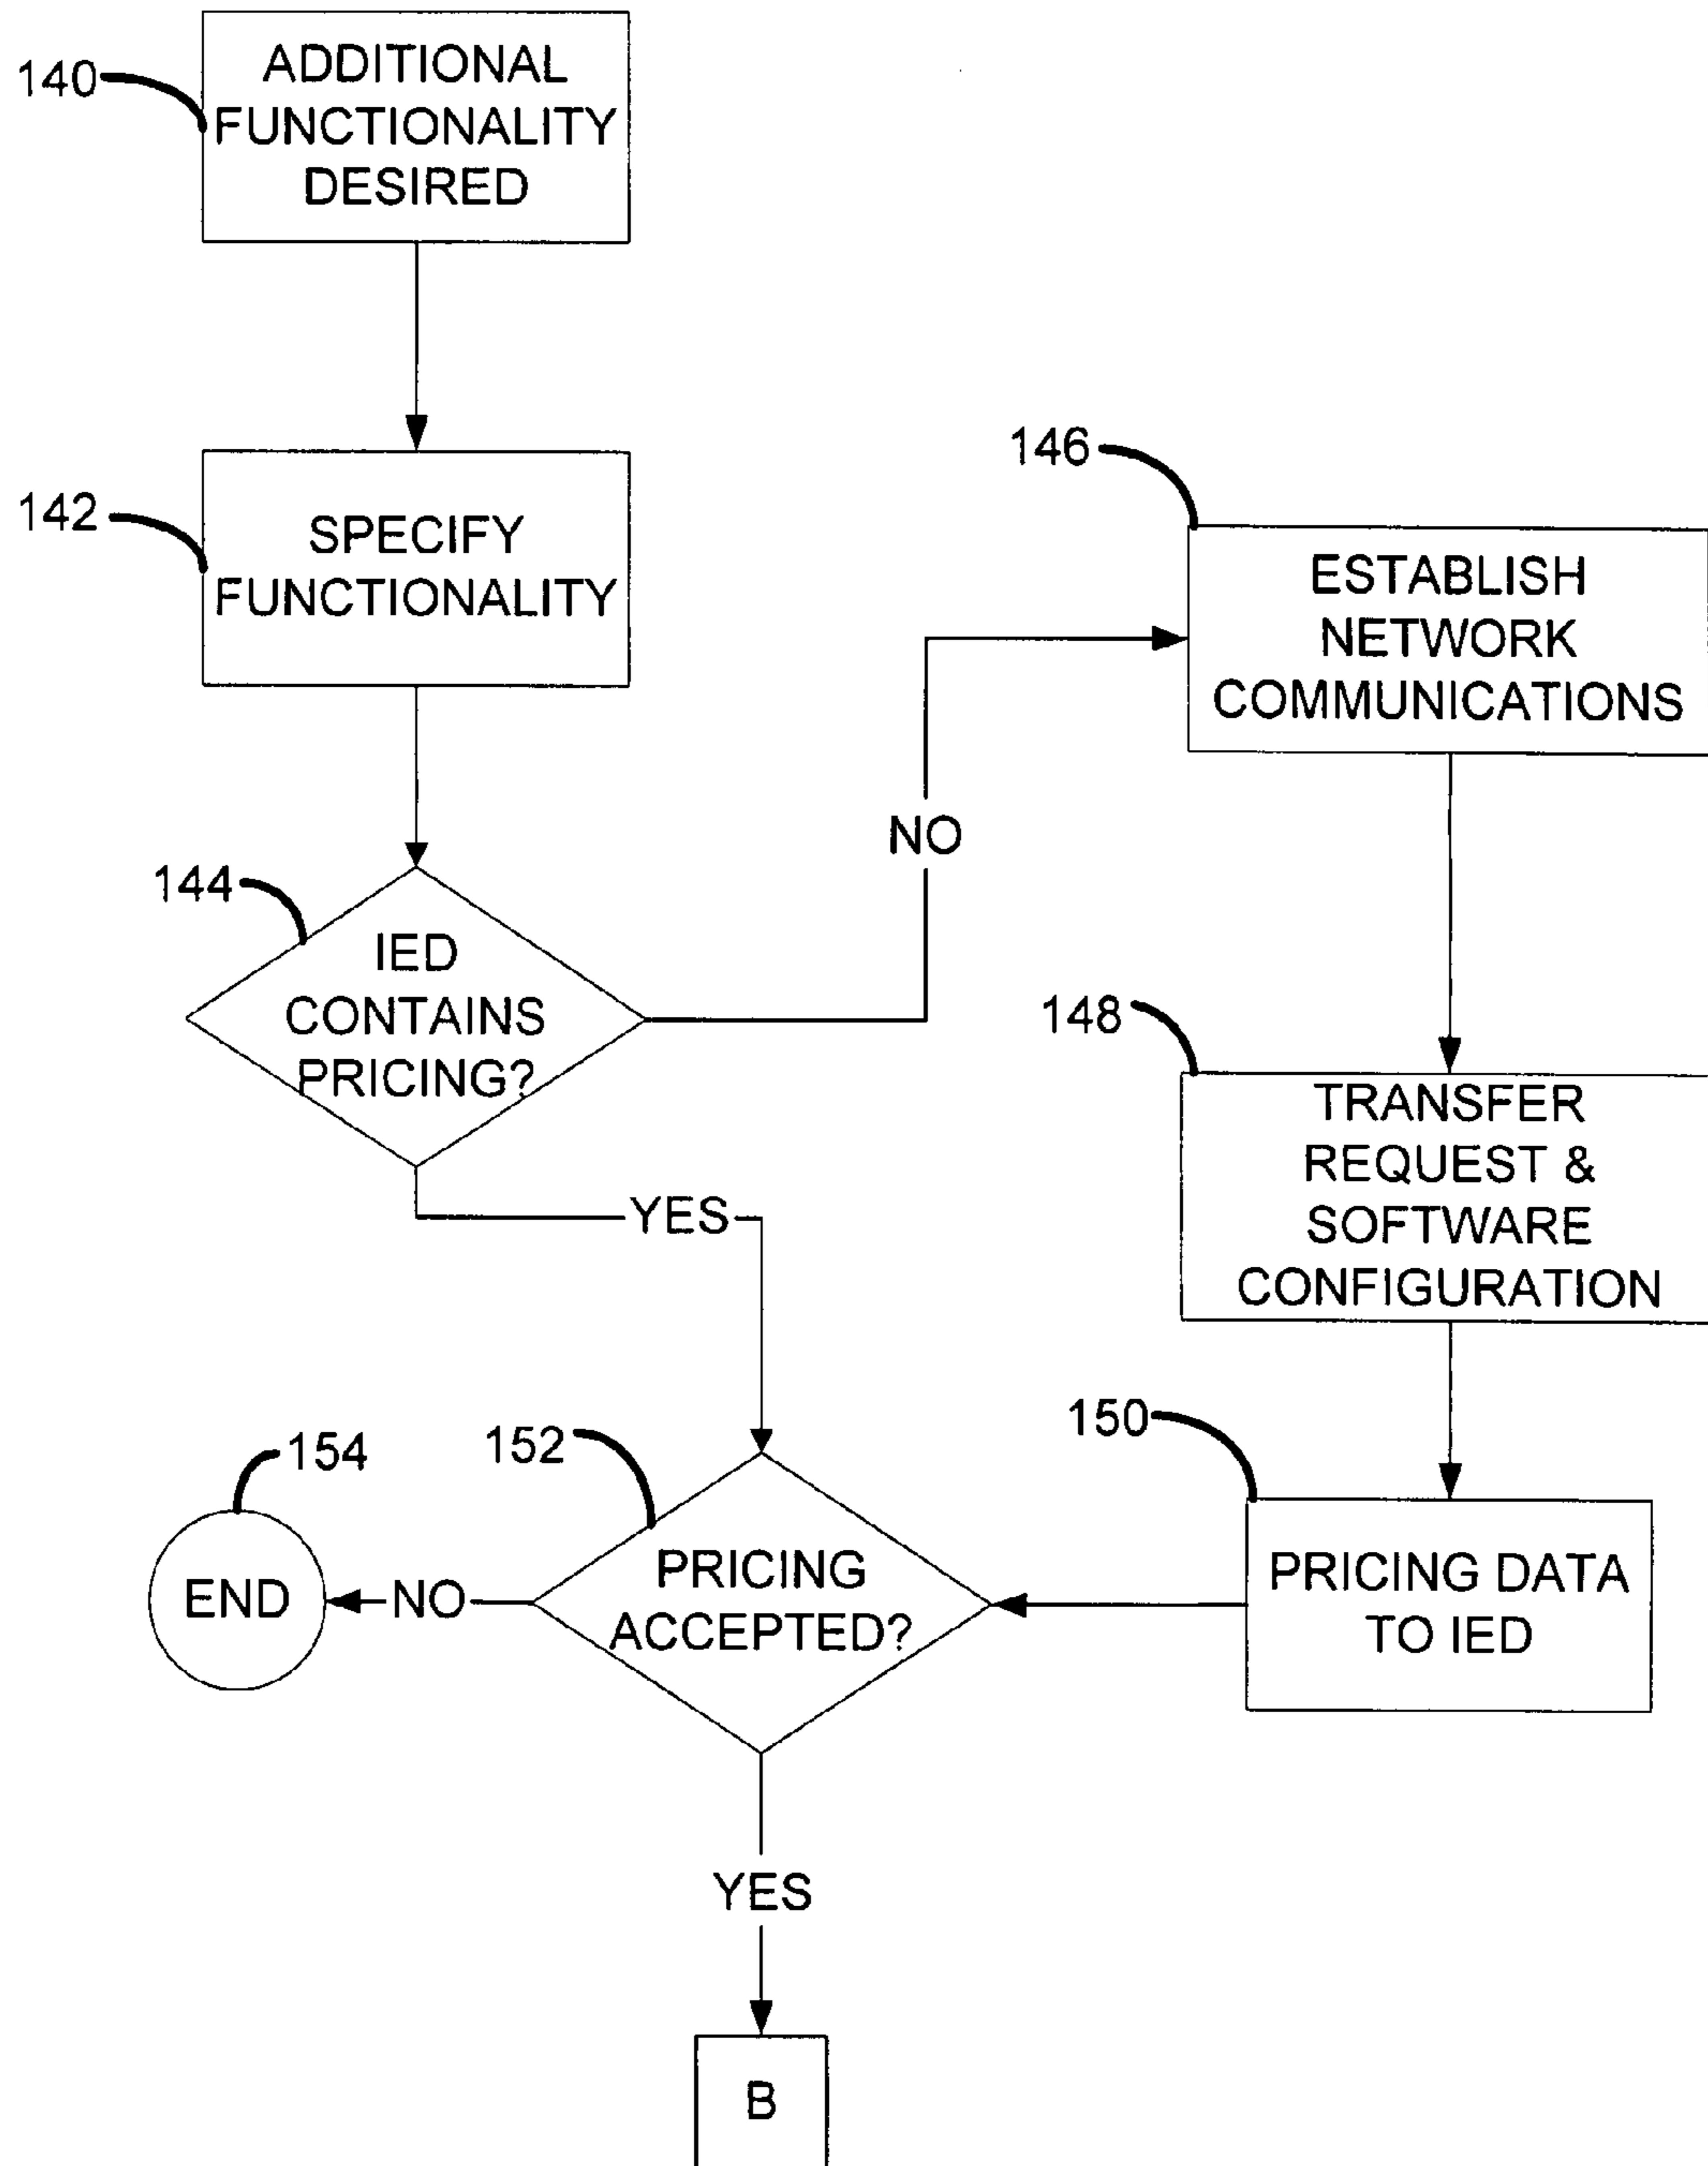 140
ADDITIONAL
FUNCTIONALITY
DESIRED
142
SPECIFY
FUNCTIONALITY
144
IED
CONTAINS
PRICING?
NO
YES
146
ESTABLISH
NETWORK
COMMUNICATIONS
148
TRANSFER
REQUEST &
SOFTWARE
CONFIGURATION
150
PRICING DATA
TO IED
152
PRICING
ACCEPTED?
NO
154
END
YES
B